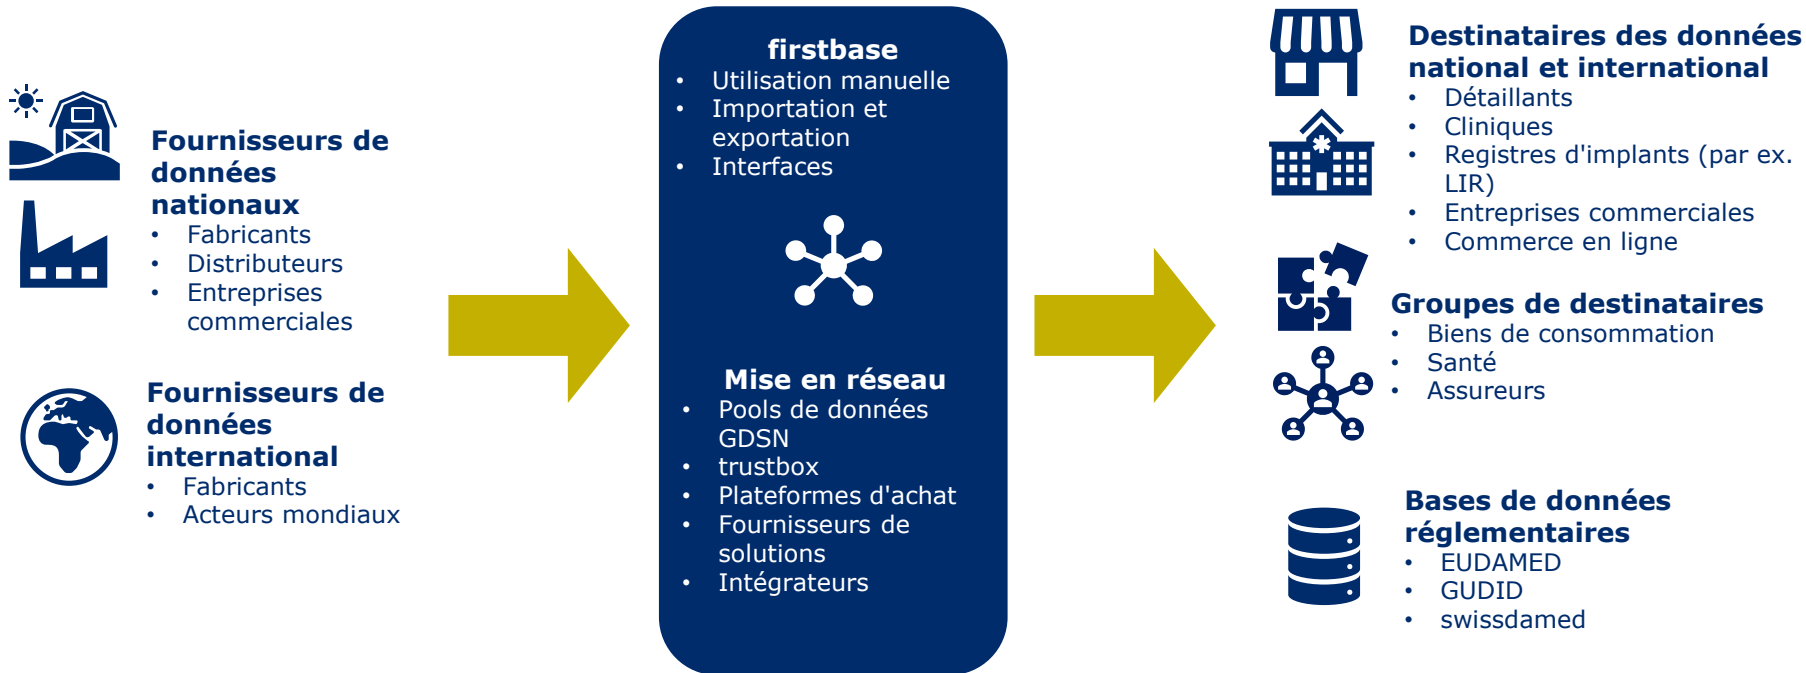 Fournisseurs de
données
nationaux
• Fabricants
• Distributeurs
• Entreprises
commerciales
Fournisseurs de
données
international
• Fabricants
• Acteurs mondiaux
firstbase
• Utilisation manuelle
• Importation et
exportation
• Interfaces
Mise en réseau
• Pools de données
GDSN
• trustbox
• Plateformes d'achat
• Fournisseurs de
solutions
• Intégrateurs
Destinataires des données
national et international
• Détaillants
• Cliniques
• Registres d'implants (par ex.
LIR)
• Entreprises commerciales
• Commerce en ligne
Groupes de destinataires
• Biens de consommation
• Santé
• Assureurs
Bases de données
réglementaires
• EUDAMED
• GUDID
• swissdamed